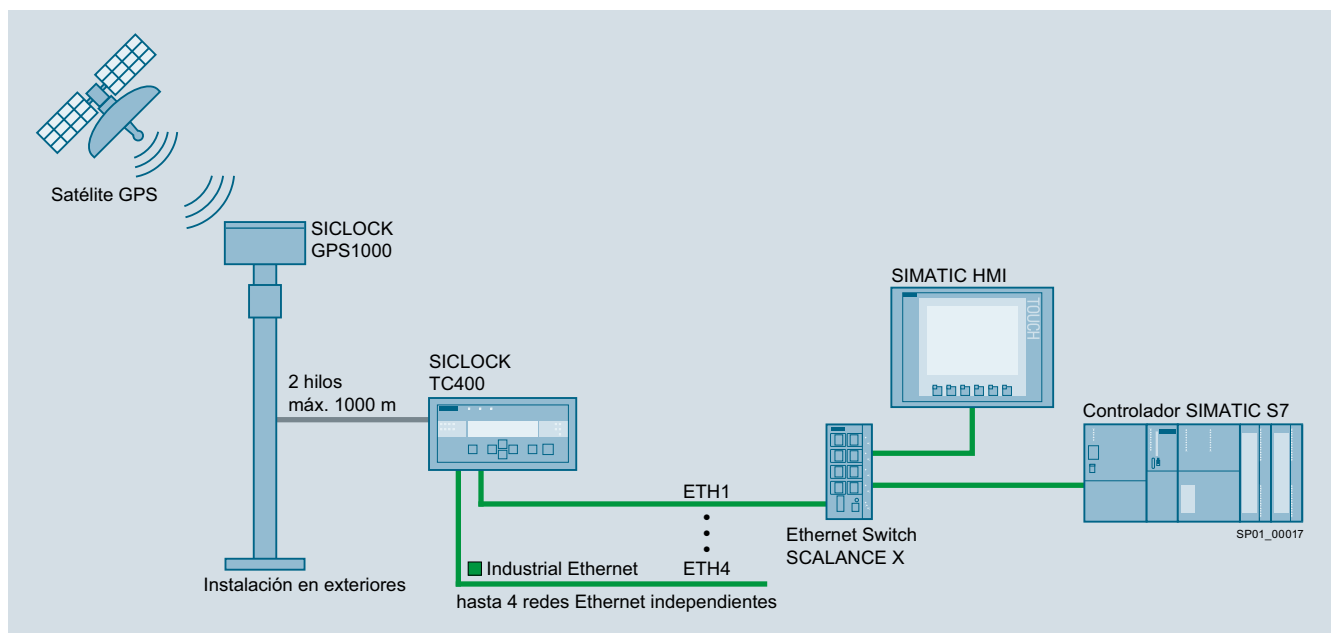 Satélite GPS
SICLOCK
GPS1000
SIMATIC HMI
TOUCH
SICLOCK
TC400
2 hilos
máx. 1000 m
Controlador SIMATIC S7
ETH1
Ethernet Switch
SCALANCE X
SP01_00017
Industrial Ethernet
ETH4
Instalación en exteriores
hasta 4 redes Ethernet independientes